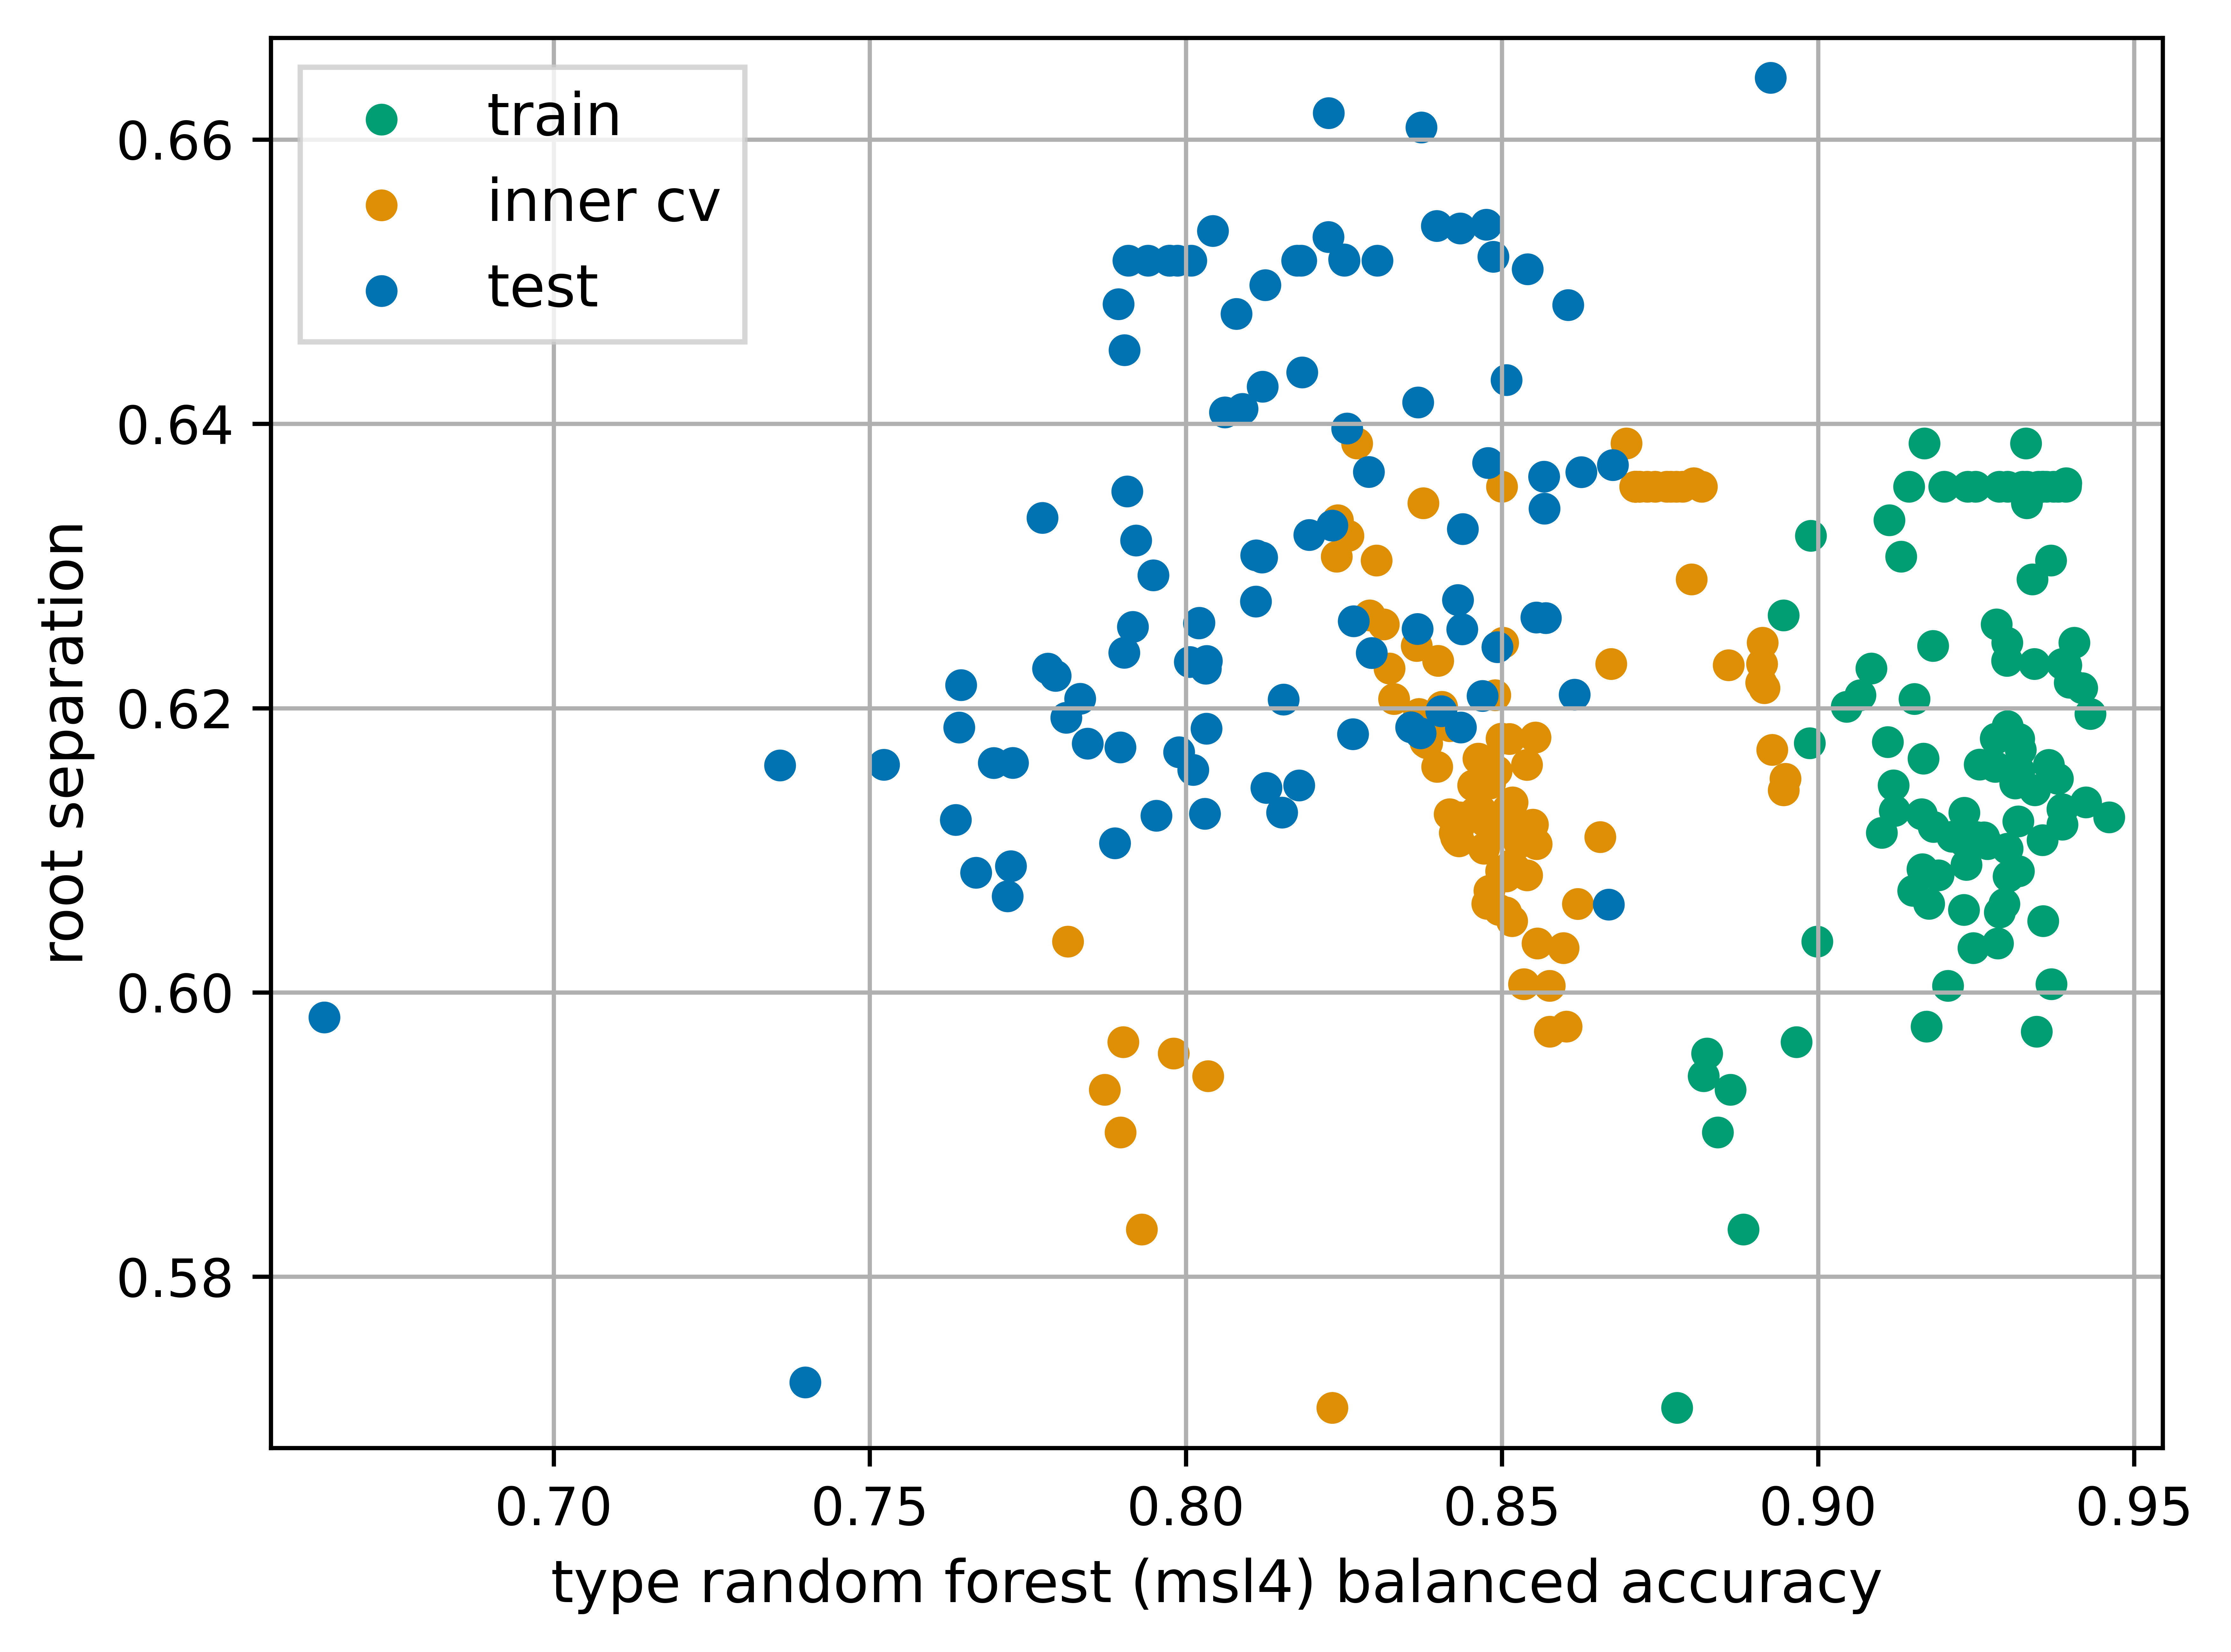 train
inner cv
test
0.66
0.64
0.62
0.60
0.58
root separation
0.70 0.75 0.80 0.85 0.90 0.95
type random forest (msl4) balanced accuracy